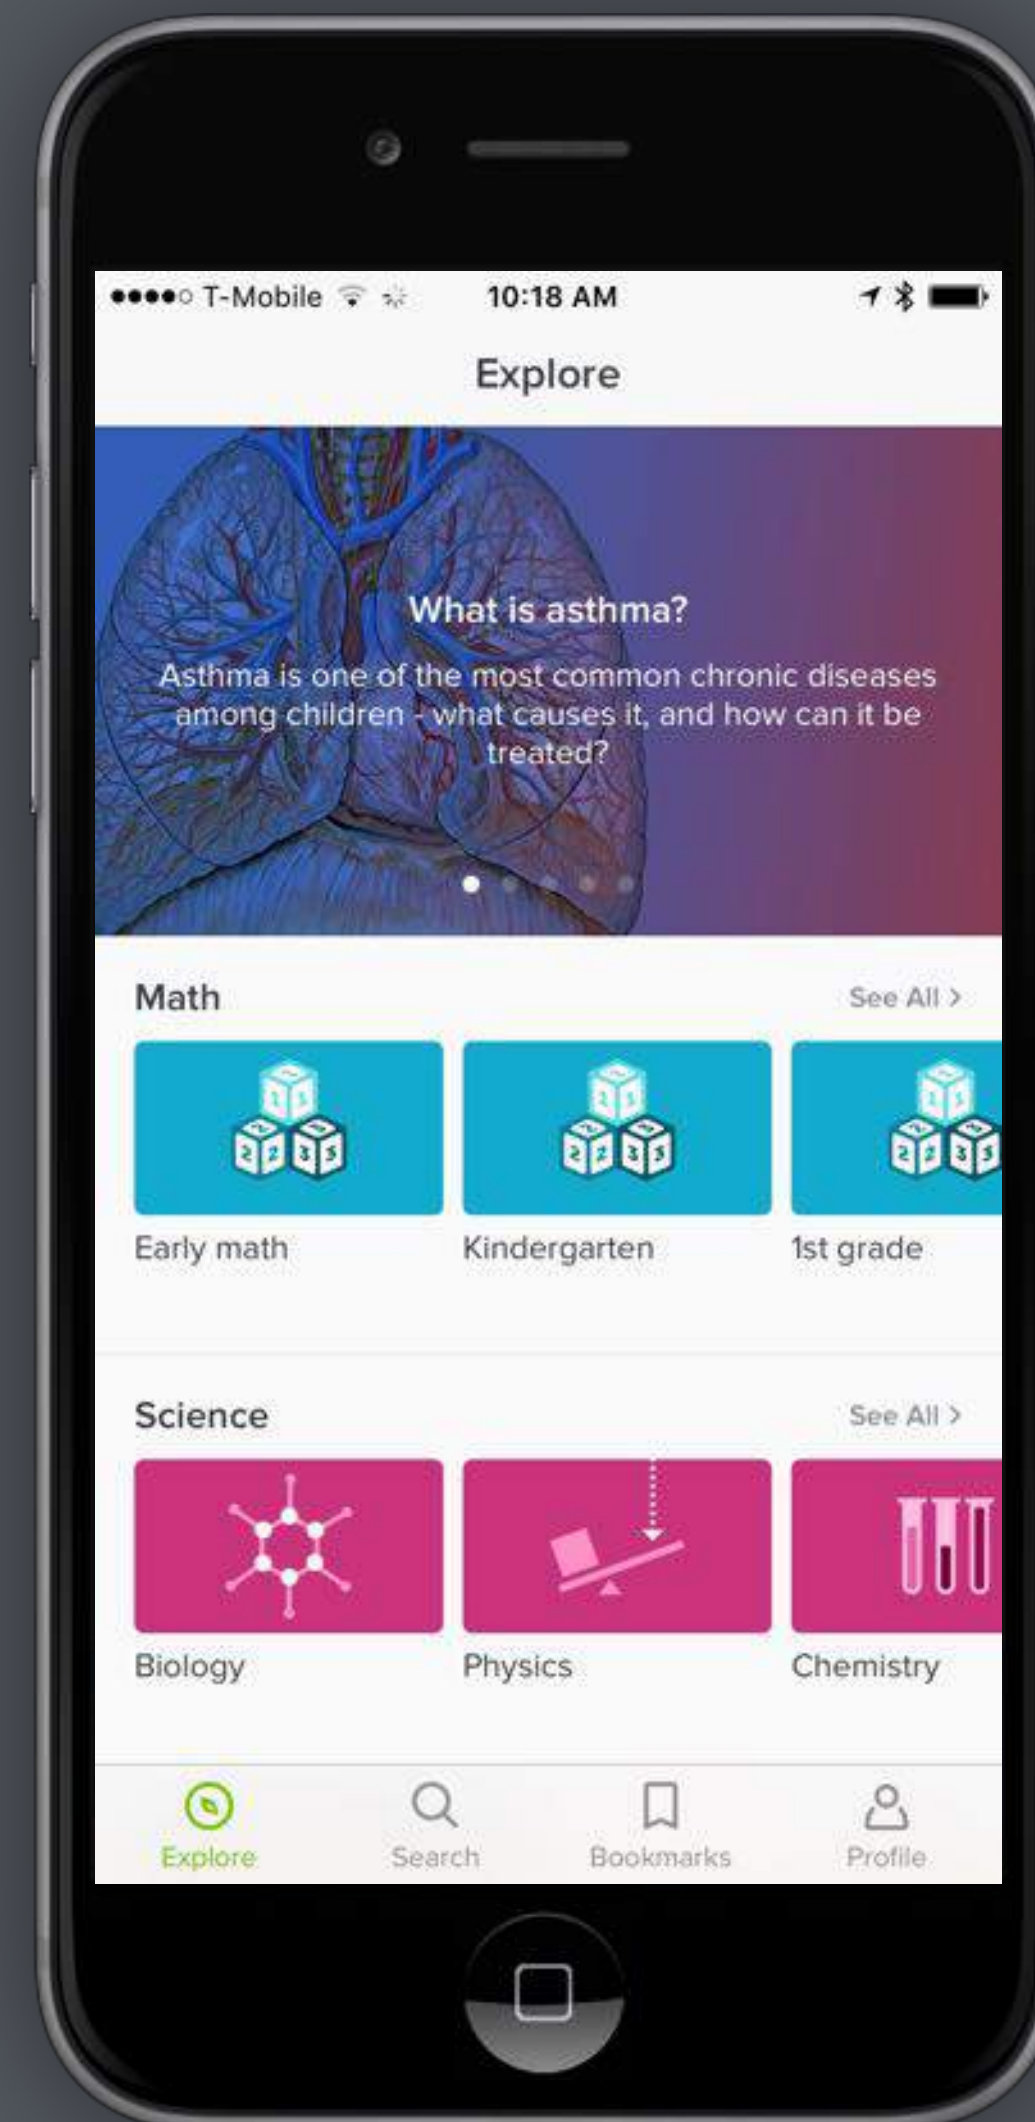 T-Mobile 10:18 AM
Explore
What is asthma?
Asthma is one of the most common chronic diseases
among children - what causes it, and how can it be
treated?
Math See All >
Early math Kindergarten 1st grade
Science See All >
Biology Physics Chemistry
Explore Search Bookmarks Profile